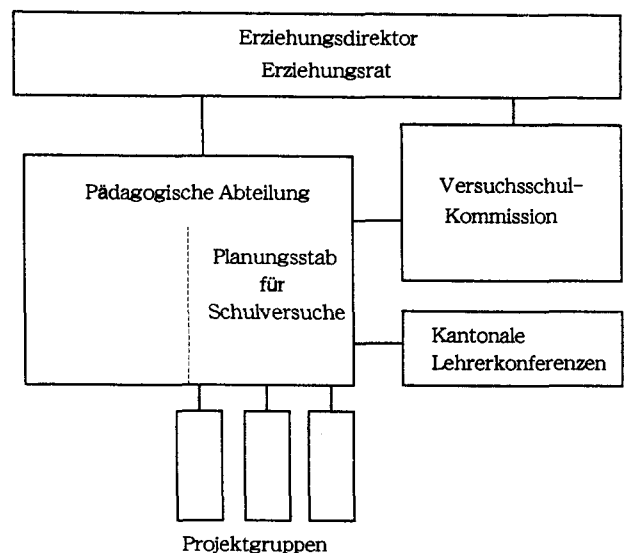 Erziehungsdirektor
Erziehungsrat
Pädagogische Abteilung
Planungsstab
für
Schulversuche
Versuchsschul-
Kommission
Kantonale
Lehrerkonferenzen
Projektgruppen